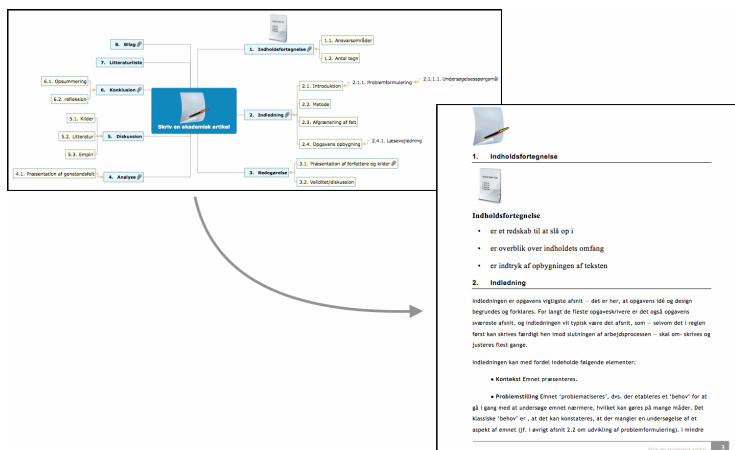 8. Bilag
7. Litteraturliste
6. Konklusion
6.1. Opsummering
6.2. refleksion
5. Diskussion
5.1. Kilder
5.2. Litteratur
5.3. Empiri
4. Analyse
4.1. Præsentation af genstandsfelt
Skriv en akademisk artikel
1. Indholdsfortegnelse
1.1. Ansvarsområder
1.2. Antal tegn
2. Indledning
2.1. Introduktion
2.1.1. Problemformulering
2.1.1.1. Undersøgelsesspørgsmål
2.2. Metode
2.3. Afgrænsning af felt
2.4. Opgavens opbygning
2.4.1. Læsevejledning
3. Redegørelse
3.1. Præsentation af forfattere og kilder
3.2. Validitet/diskussion
1. Indholdsfortegnelse
Indholdsfortegnelse
• er et redskab til at slå op i
• er overblik over indholdets omfang
• er indtryk af opbygningen af teksten
2. Indledning
Indledningen er opgavens vigtigste afsnit — det er her, at opgavens idé og design
begrundes og forklares. For langt de fleste opgaveskrivere er det også opgavens
sværeste afsnit, og indledningen vil typisk være det afsnit, som — selvom det i reglen
først kan skrives færdigt hen imod slutningen af arbejdsprocessen — skal om- skrives og
justeres flest gange.
Indledningen kan med fordel indeholde følgende elementer:
• Kontekst Emnet præsenteres.
• Problemstilling Emnet 'problematiseres', dvs. der etableres et 'behov' for at
gå i gang med at undersøge emnet nærmere, hvilket kan gøres på mange måder. Det
klassiske 'behov' er , at det kan konstateres, at der mangler en undersøgelse af et
aspekt af emnet (jf. i øvrigt afsnit 2.2 om udvikling af problemformulering). I mindre
Skriv en akademisk artikel 3